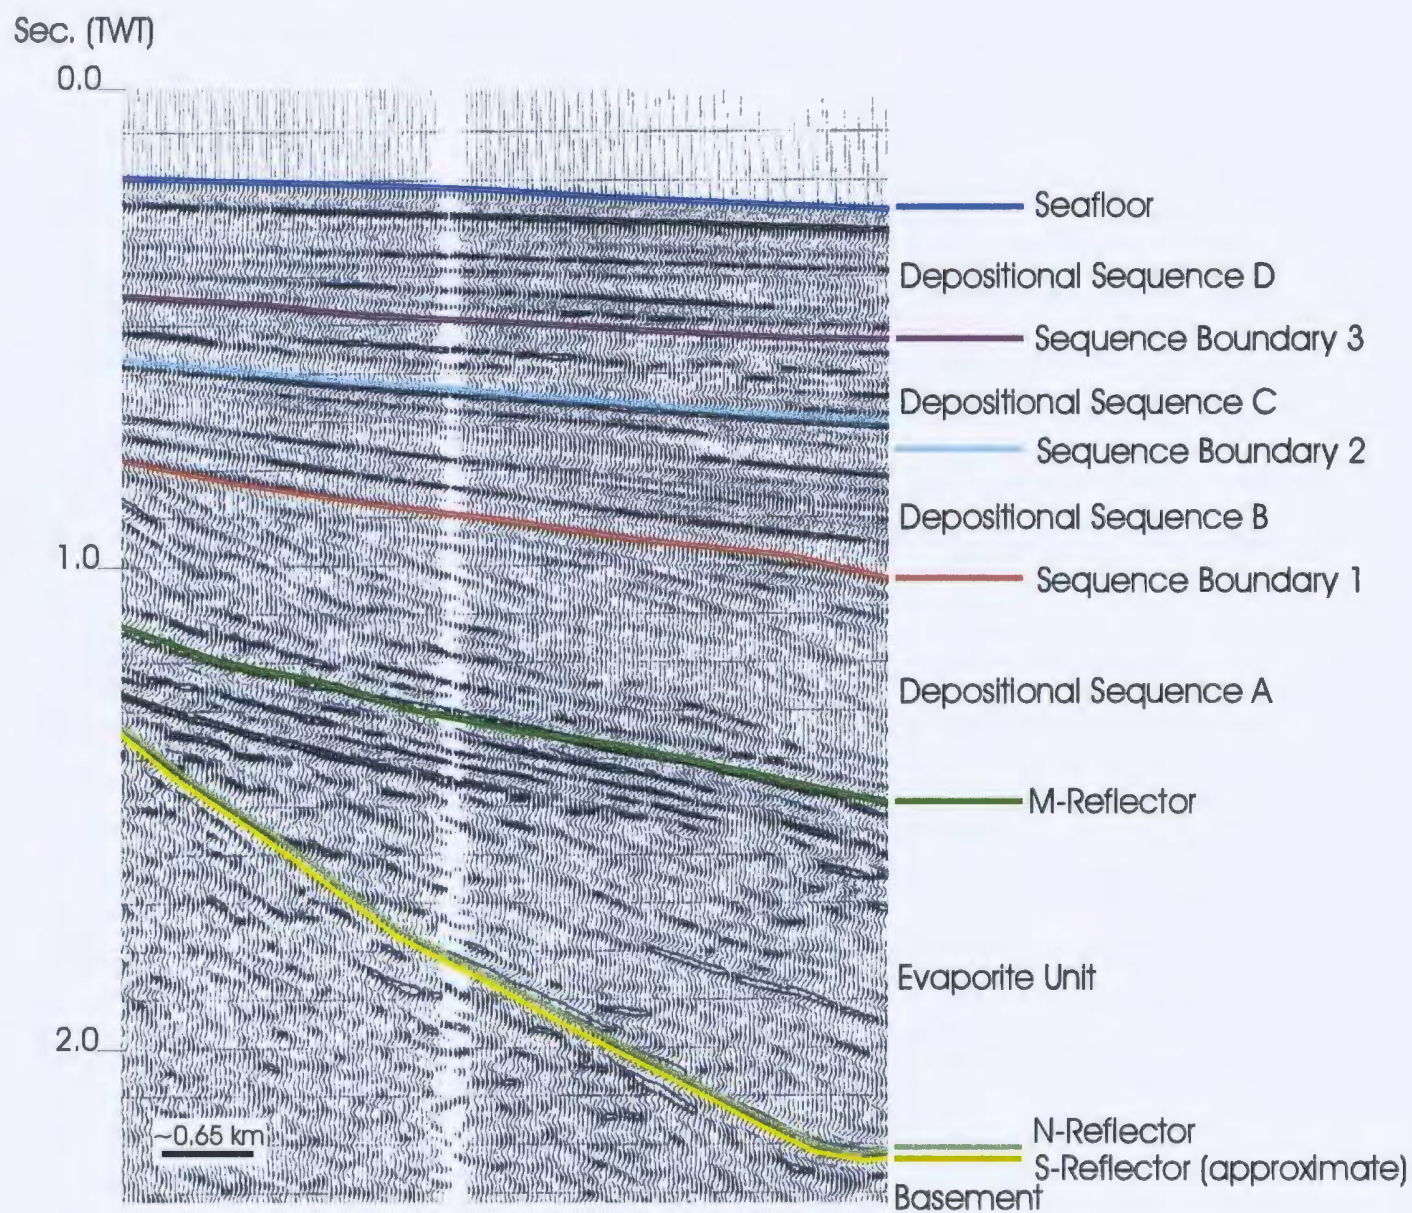 Sec. (TWT)
0.0
Seafloor
Depositional Sequence D
Sequence Boundary 3
Depositional Sequence C
Sequence Boundary 2
Depositional Sequence B
1.0
Sequence Boundary 1
Depositional Sequence A
M-Reflector
Evaporite Unit
2.0
~0.65 km
N-Reflector
S-Reflector (approximate)
Basement